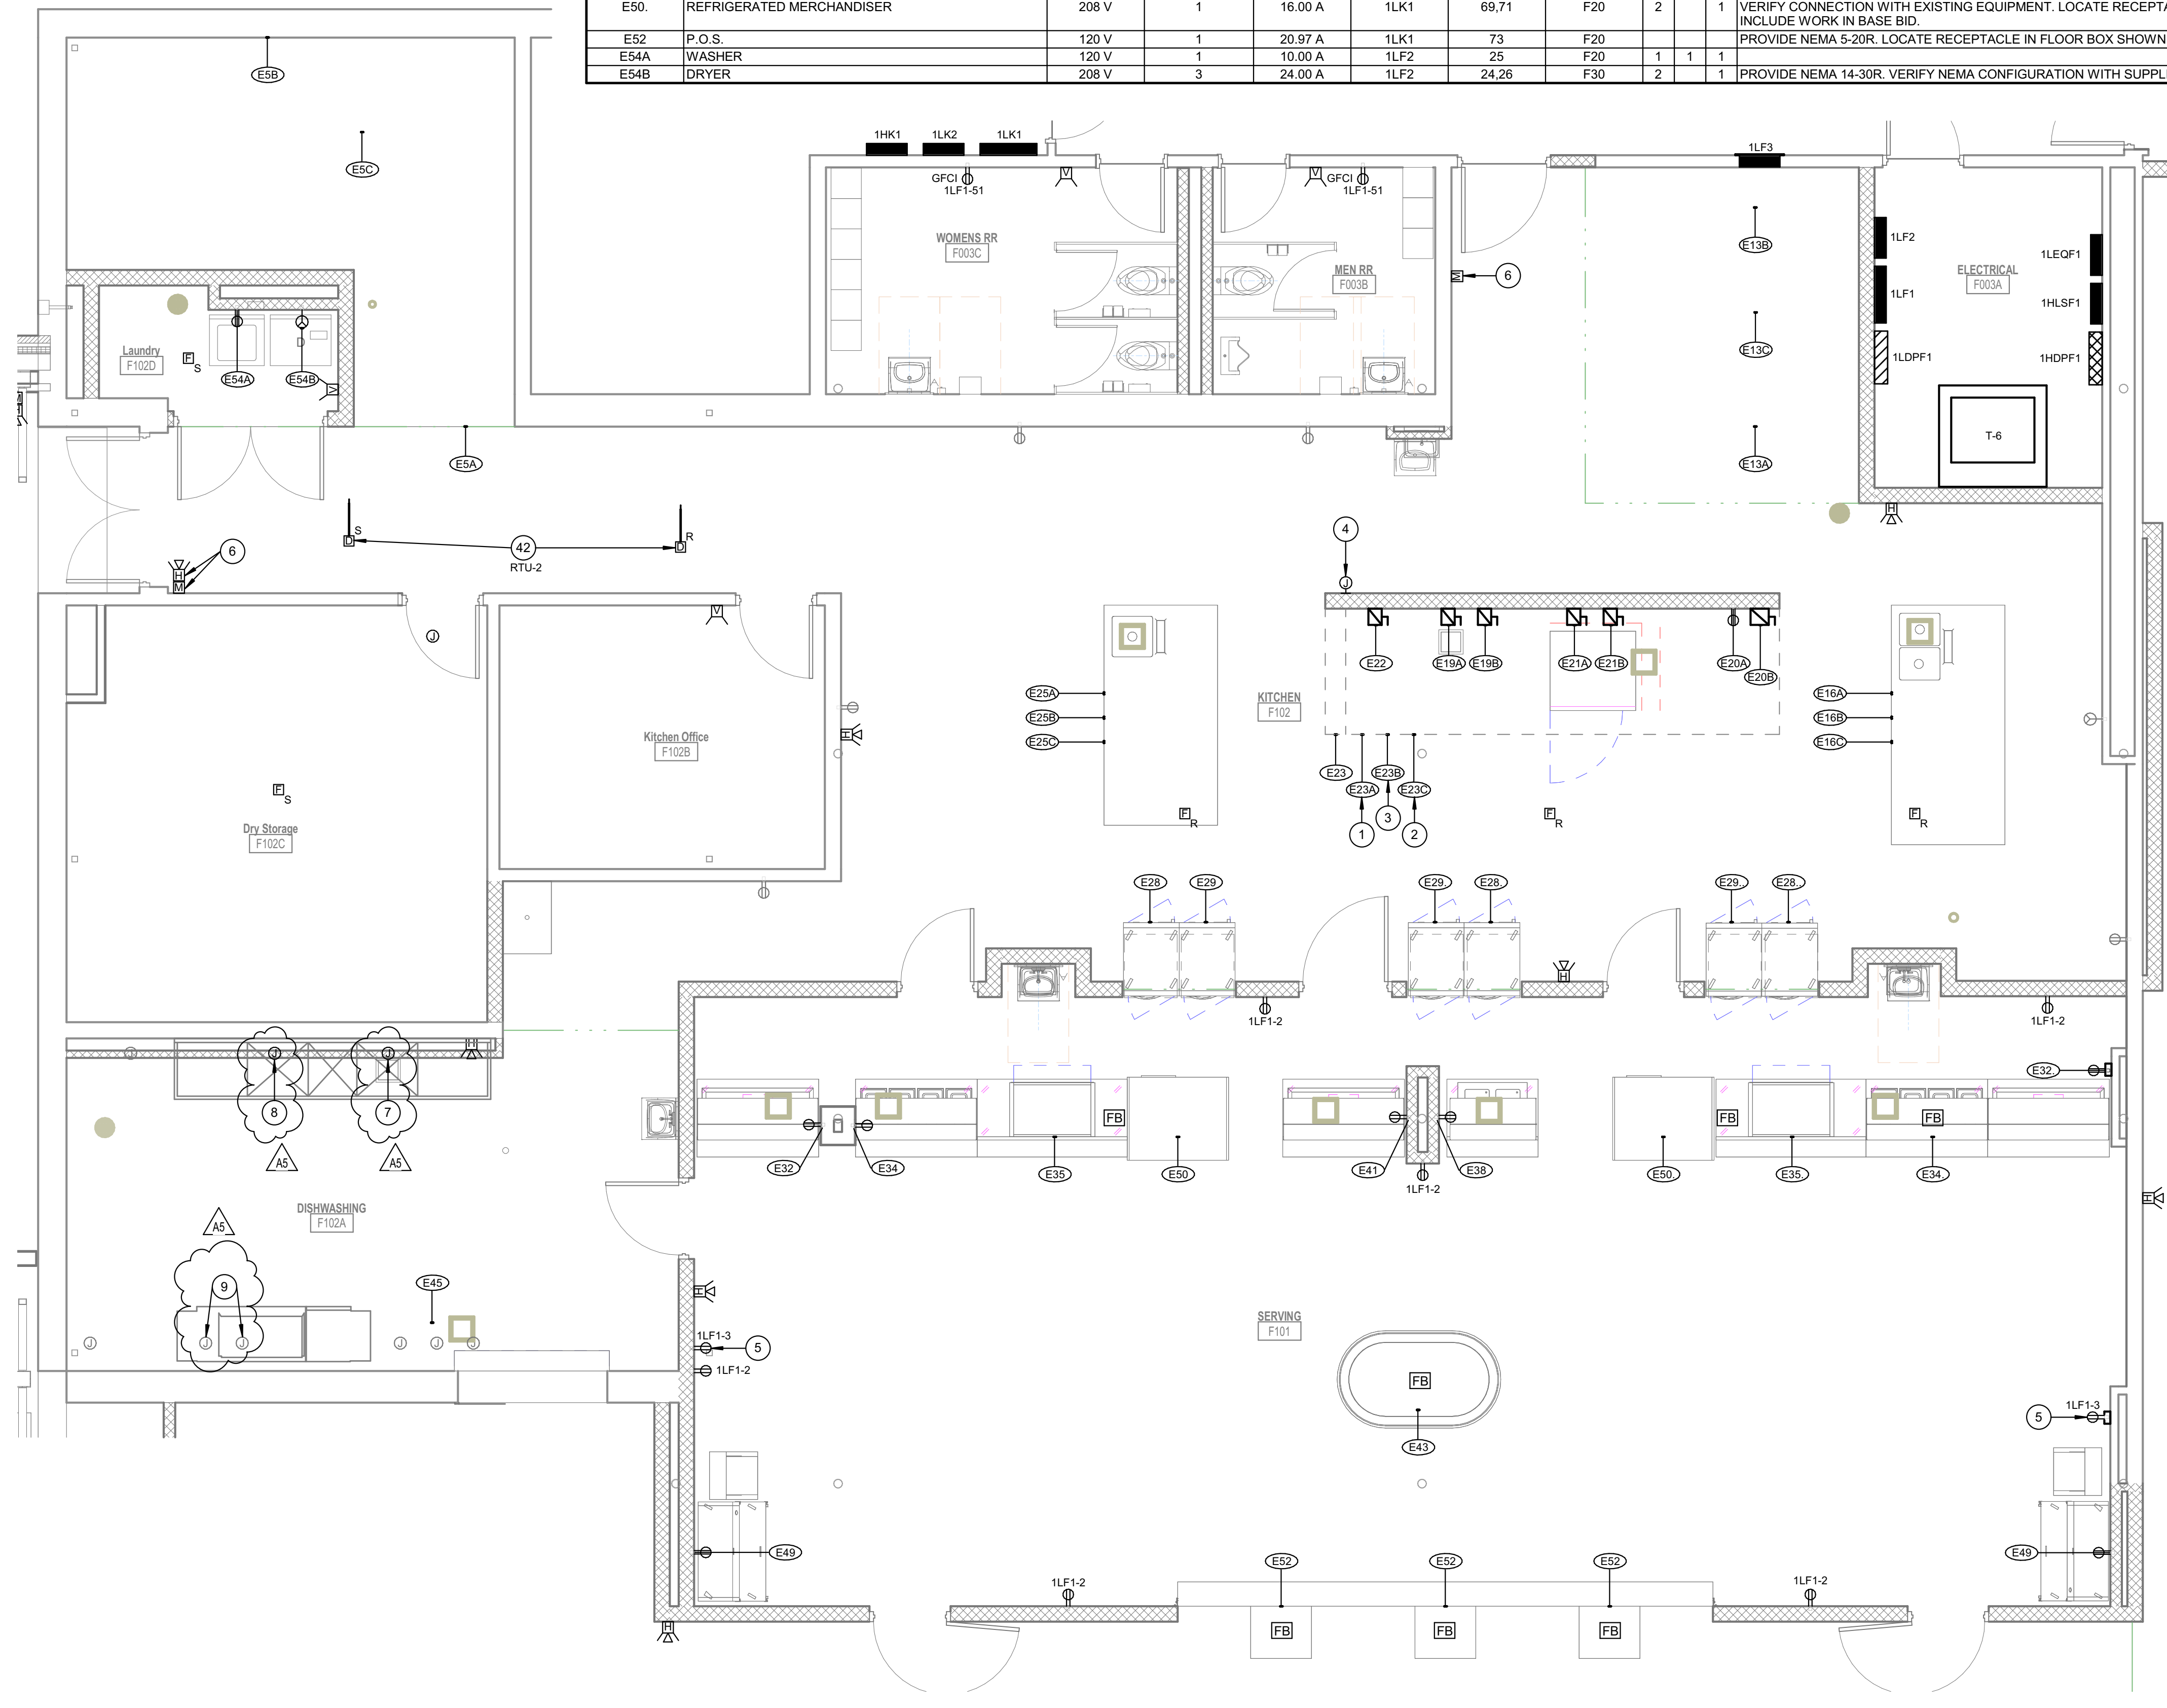 E50. REFRIGERATED MERCHANDISER 208 V 1 16.00 A 1LK1 69,71 F20 2 1 VERIFY CONNECTION WITH EXISTING EQUIPMENT. LOCATE
INCLUDE WORK IN BASE BID.
E52 P.O.S. 120 V 1 20.97 A 1LK1 73 F20 PROVIDE NEMA 5-20R. LOCATE RECEPTACLE IN FLOOR BOX SHOWN
E54A WASHER 120 V 1 10.00 A 1LF2 25 F20 1 1 1
E54B DRYER 208 V 3 24.00 A 1LF2 24,26 F30 2 1 PROVIDE NEMA 14-30R. VERIFY NEMA CONFIGURATION WITH
E5B
E5C
1HK1 1LK2 1LK1
1LF3
GFCI V V GFCI
1LF1-51 1LF1-51
WOMENS RR
F003C
MEN RR
F003B
M 6
E13B
1LF2
1LEQF1
ELECTRICAL
F003A
1LF1
1HLSF1
E13C
1LDPF1
1HDPF1
Laundry
F102D
F S
D
E54A E54B V
T-6
E5A
E13A
H
S R
D 42 D
RTU-2
6
H
M
4
J
J
V
E22 E19A E19B E21A E21B E20A
E20B
E25A
E25B
E25C
KITCHEN
F102
E16A
E16B
E16C
Kitchen Office
F102B
H
E23 E23B
E23A E23C
1 3 2
F S
F R
F R
F R
Dry Storage
F102C
E28 E29 E29. E28. E29.. E28..
H
1LF1-2
1LF1-2
J J J H
8 7
A5 A5
E32.
FB FB FB
E32 E34 E35 E50 E41 E38 E50. E35. E34.
1LF1-2
H
DISHWASHING
F102A
A5
9
E45
J J J J J J
H
1LF1-3
5
1LF1-2
SERVING
F101
FB
E43
1LF1-3
5
E49
E49
E52 E52 E52
1LF1-2
1LF1-2
H
FB FB FB